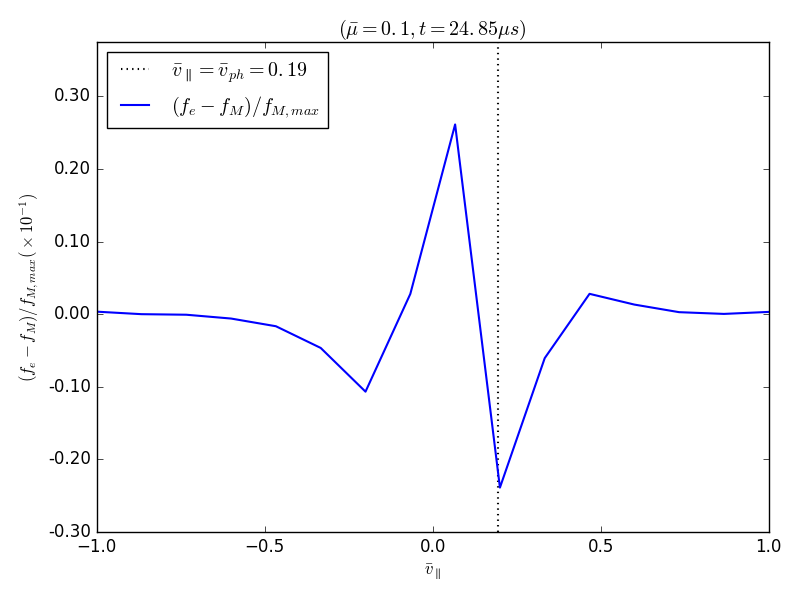 (μ̄ = 0.1, t = 24.85μs)
v̄∥ = v̄ph = 0.19
(fe − fM)/fM,max
(fe − fM)/fM,max(×10⁻¹)
0.30
0.20
0.10
0.00
-0.10
-0.20
-0.30
−1.0 −0.5 0.0 0.5 1.0
v̄∥